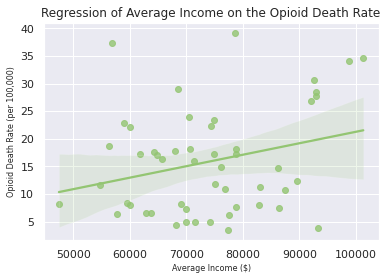 Regression of Average Income on the Opioid Death Rate
Opioid Death Rate (per 100,000)
40
35
30
25
20
15
10
5
50000 60000 70000 80000 90000 100000
Average Income ($)